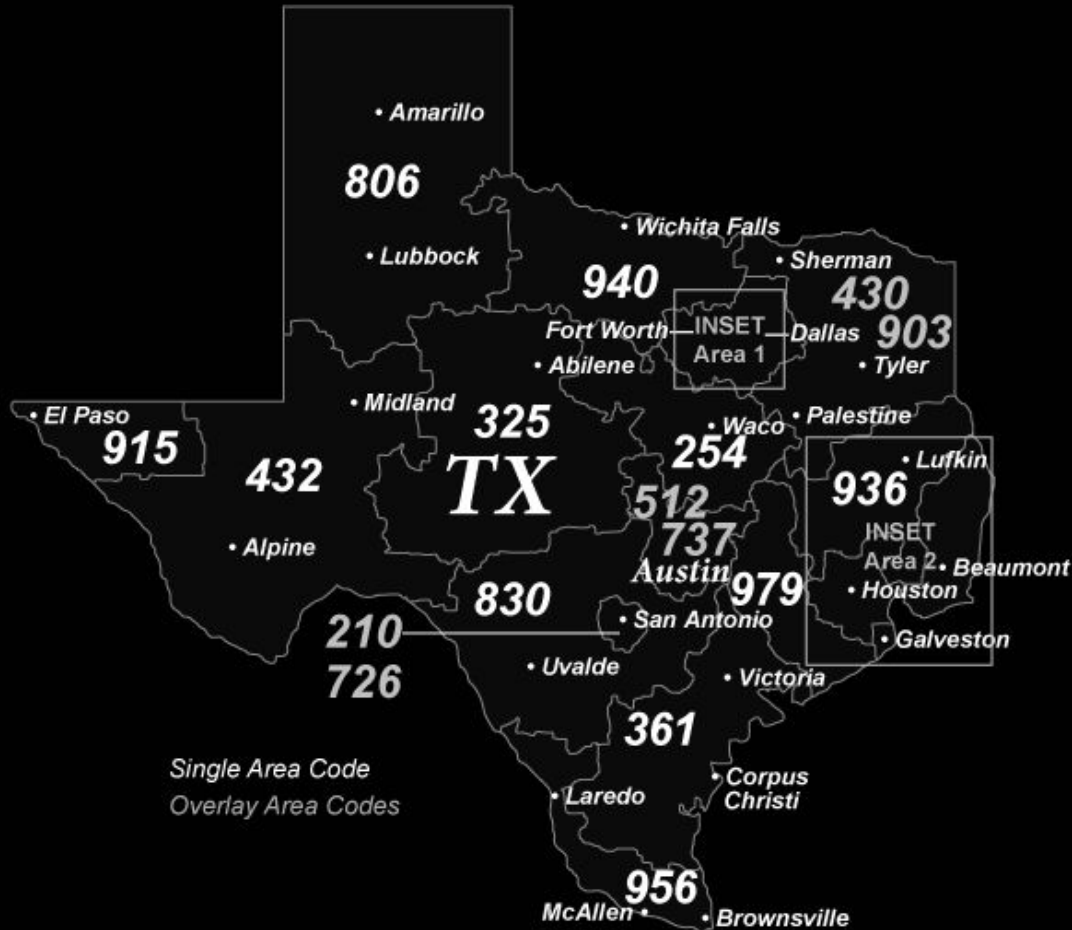 Amarillo
806
Lubbock
Wichita Falls
940
Sherman
430
903
Fort Worth
INSET
Area 1
Dallas
Abilene
Tyler
El Paso
915
Midland
325
TX
Waco
254
Palestine
432
Alpine
512
737
Austin
936
Lufkin
INSET
Area 2
Beaumont
Houston
Galveston
830
979
210
726
San Antonio
Uvalde
Victoria
361
Single Area Code
Overlay Area Codes
Laredo
Corpus
Christi
956
McAllen
Brownsville